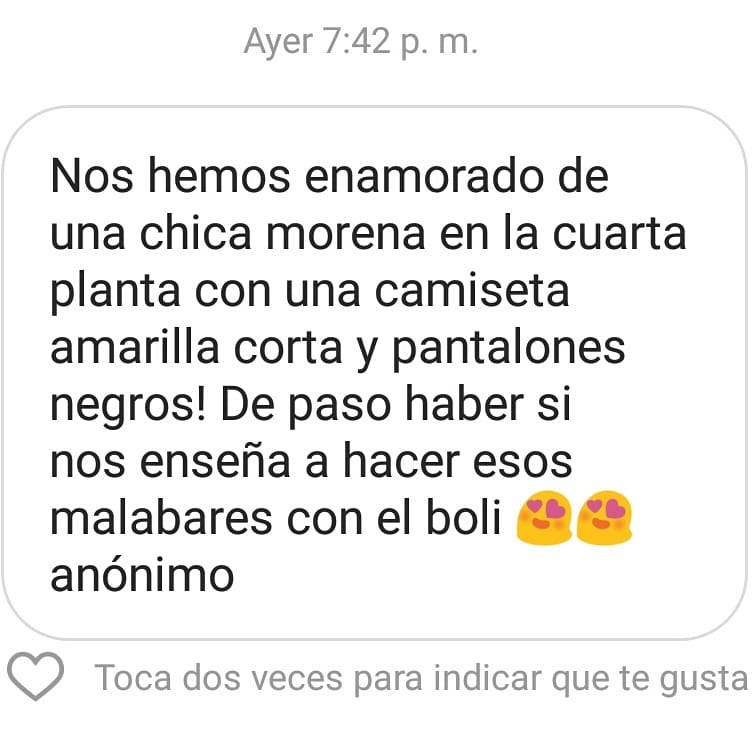 Ayer 7:42 p. m.
Nos hemos enamorado de
una chica morena en la cuarta
planta con una camiseta
amarilla corta y pantalones
negros! De paso haber si
nos enseña a hacer esos
malabares con el boli 😍😍
anónimo
Toca dos veces para indicar que te gusta